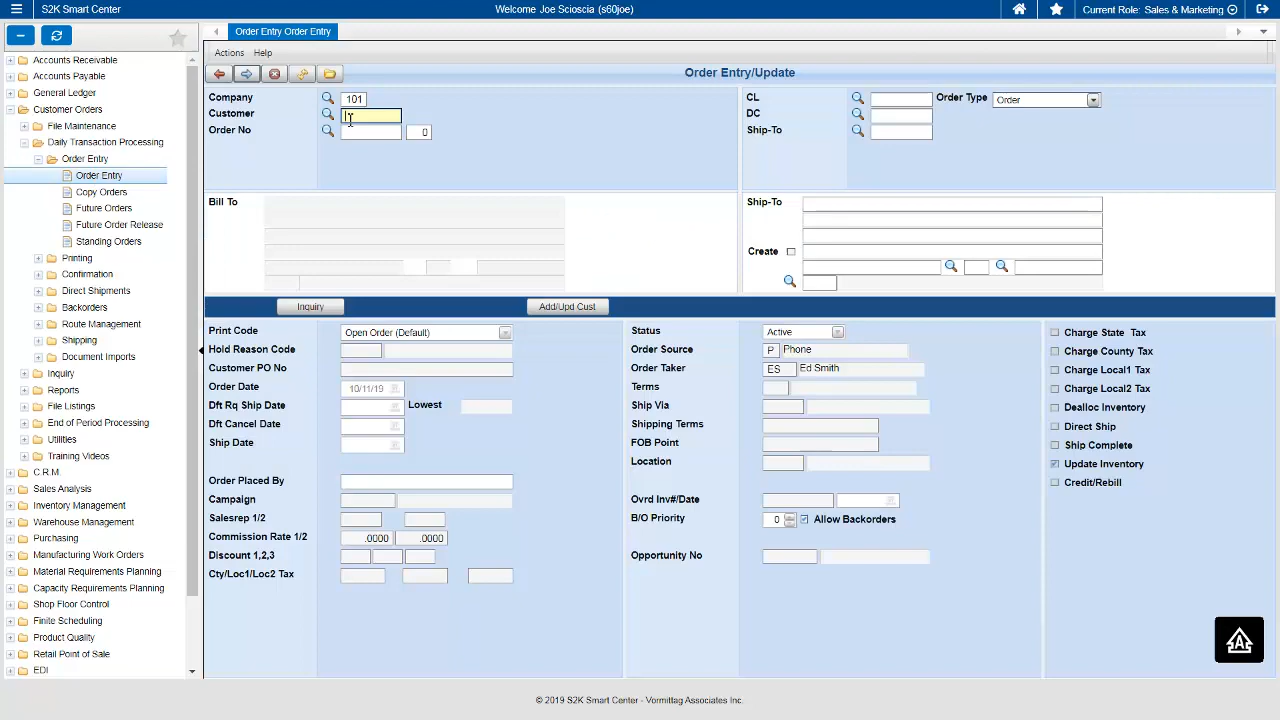 S2K Smart Center
Welcome Joe Scioscia (s60joe)
Current Role: Sales & Marketing
Order Entry Order Entry
Actions Help
Order Entry/Update
Accounts Receivable
Accounts Payable
General Ledger
Customer Orders
File Maintenance
Daily Transaction Processing
Order Entry
Order Entry
Copy Orders
Future Orders
Future Order Release
Standing Orders
Printing
Confirmation
Direct Shipments
Backorders
Route Management
Shipping
Document Imports
Inquiry
Reports
File Listings
End of Period Processing
Utilities
Training Videos
C.R.M.
Sales Analysis
Inventory Management
Warehouse Management
Purchasing
Manufacturing Work Orders
Material Requirements Planning
Capacity Requirements Planning
Shop Floor Control
Finite Scheduling
Product Quality
Retail Point of Sale
EDI
Company 101
Customer
Order No 0
CL Order Type Order
DC
Ship-To
Bill To
Ship-To
Create
Inquiry Add/Upd Cust
Print Code Open Order (Default)
Hold Reason Code
Customer PO No
Order Date 10/11/19
Dft Rq Ship Date Lowest
Dft Cancel Date
Ship Date
Order Placed By
Campaign
Salesrep 1/2
Commission Rate 1/2 .0000 .0000
Discount 1,2,3
Cty/Loc1/Loc2 Tax
Status Active
Order Source P Phone
Order Taker ES Ed Smith
Terms
Ship Via
Shipping Terms
FOB Point
Location
Ovrd Inv#/Date
B/O Priority 0 Allow Backorders
Opportunity No
Charge State Tax
Charge County Tax
Charge Local1 Tax
Charge Local2 Tax
Dealloc Inventory
Direct Ship
Ship Complete
Update Inventory
Credit/Rebill
© 2019 S2K Smart Center - Vormittag Associates Inc.